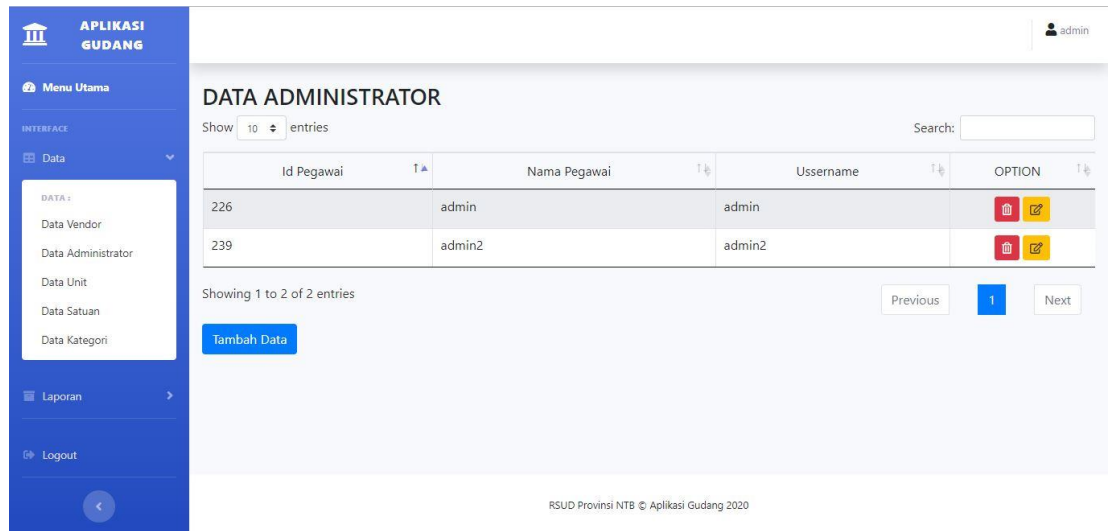 APLIKASI
GUDANG
admin
Menu Utama
INTERFACE
Data
DATA :
Data Vendor
Data Administrator
Data Unit
Data Satuan
Data Kategori
Laporan
Logout
DATA ADMINISTRATOR
Show 10 entries
Search:
Id Pegawai Nama Pegawai Ussername OPTION
226 admin admin
239 admin2 admin2
Showing 1 to 2 of 2 entries
Previous 1 Next
Tambah Data
RSUD Provinsi NTB © Aplikasi Gudang 2020